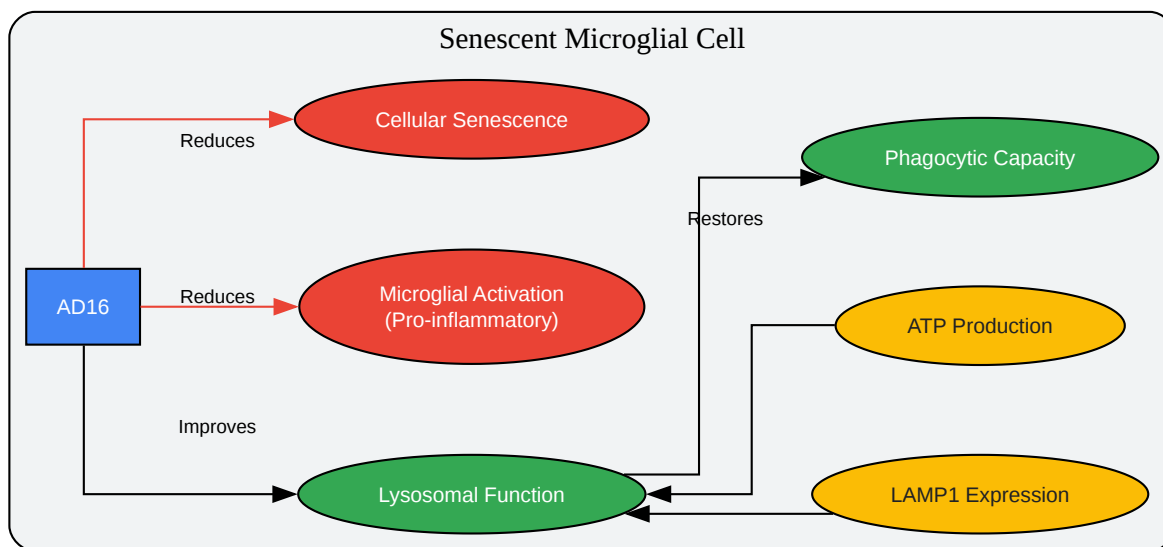 Senescent Microglial Cell
Cellular Senescence
Reduces
Phagocytic Capacity
Restores
AD16
Reduces
Microglial Activation
(Pro-inflammatory)
ATP Production
Improves
Lysosomal Function
LAMP1 Expression